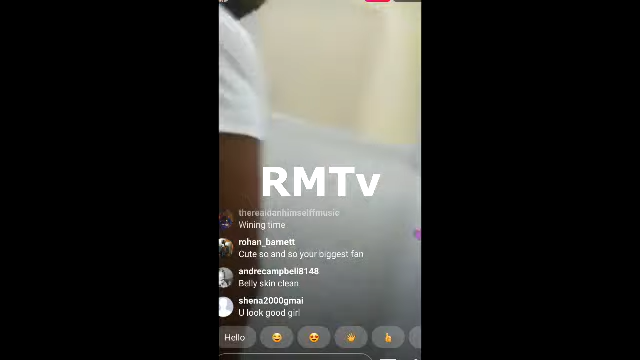 RMTv
therealdanhimselffmusic
Wining time
rohan_barnett
Cute so and so your biggest fan
andrecampbell8148
Belly skin clean
shena2000gmai
U look good girl
Hello